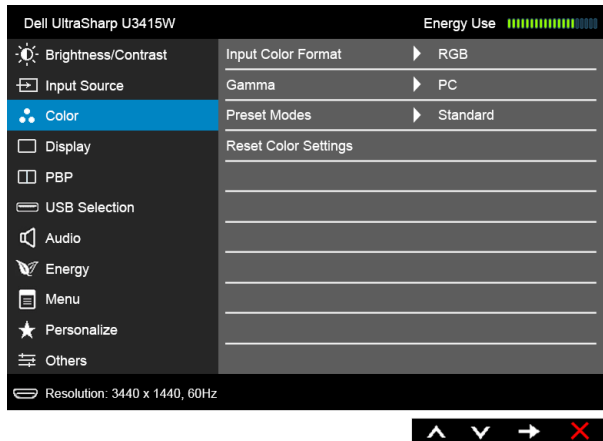 Dell UltraSharp U3415W Energy Use
Brightness/Contrast Input Color Format RGB
Input Source Gamma PC
Color Preset Modes Standard
Display Reset Color Settings
PBP
USB Selection
Audio
Energy
Menu
Personalize
Others
Resolution: 3440 x 1440, 60Hz